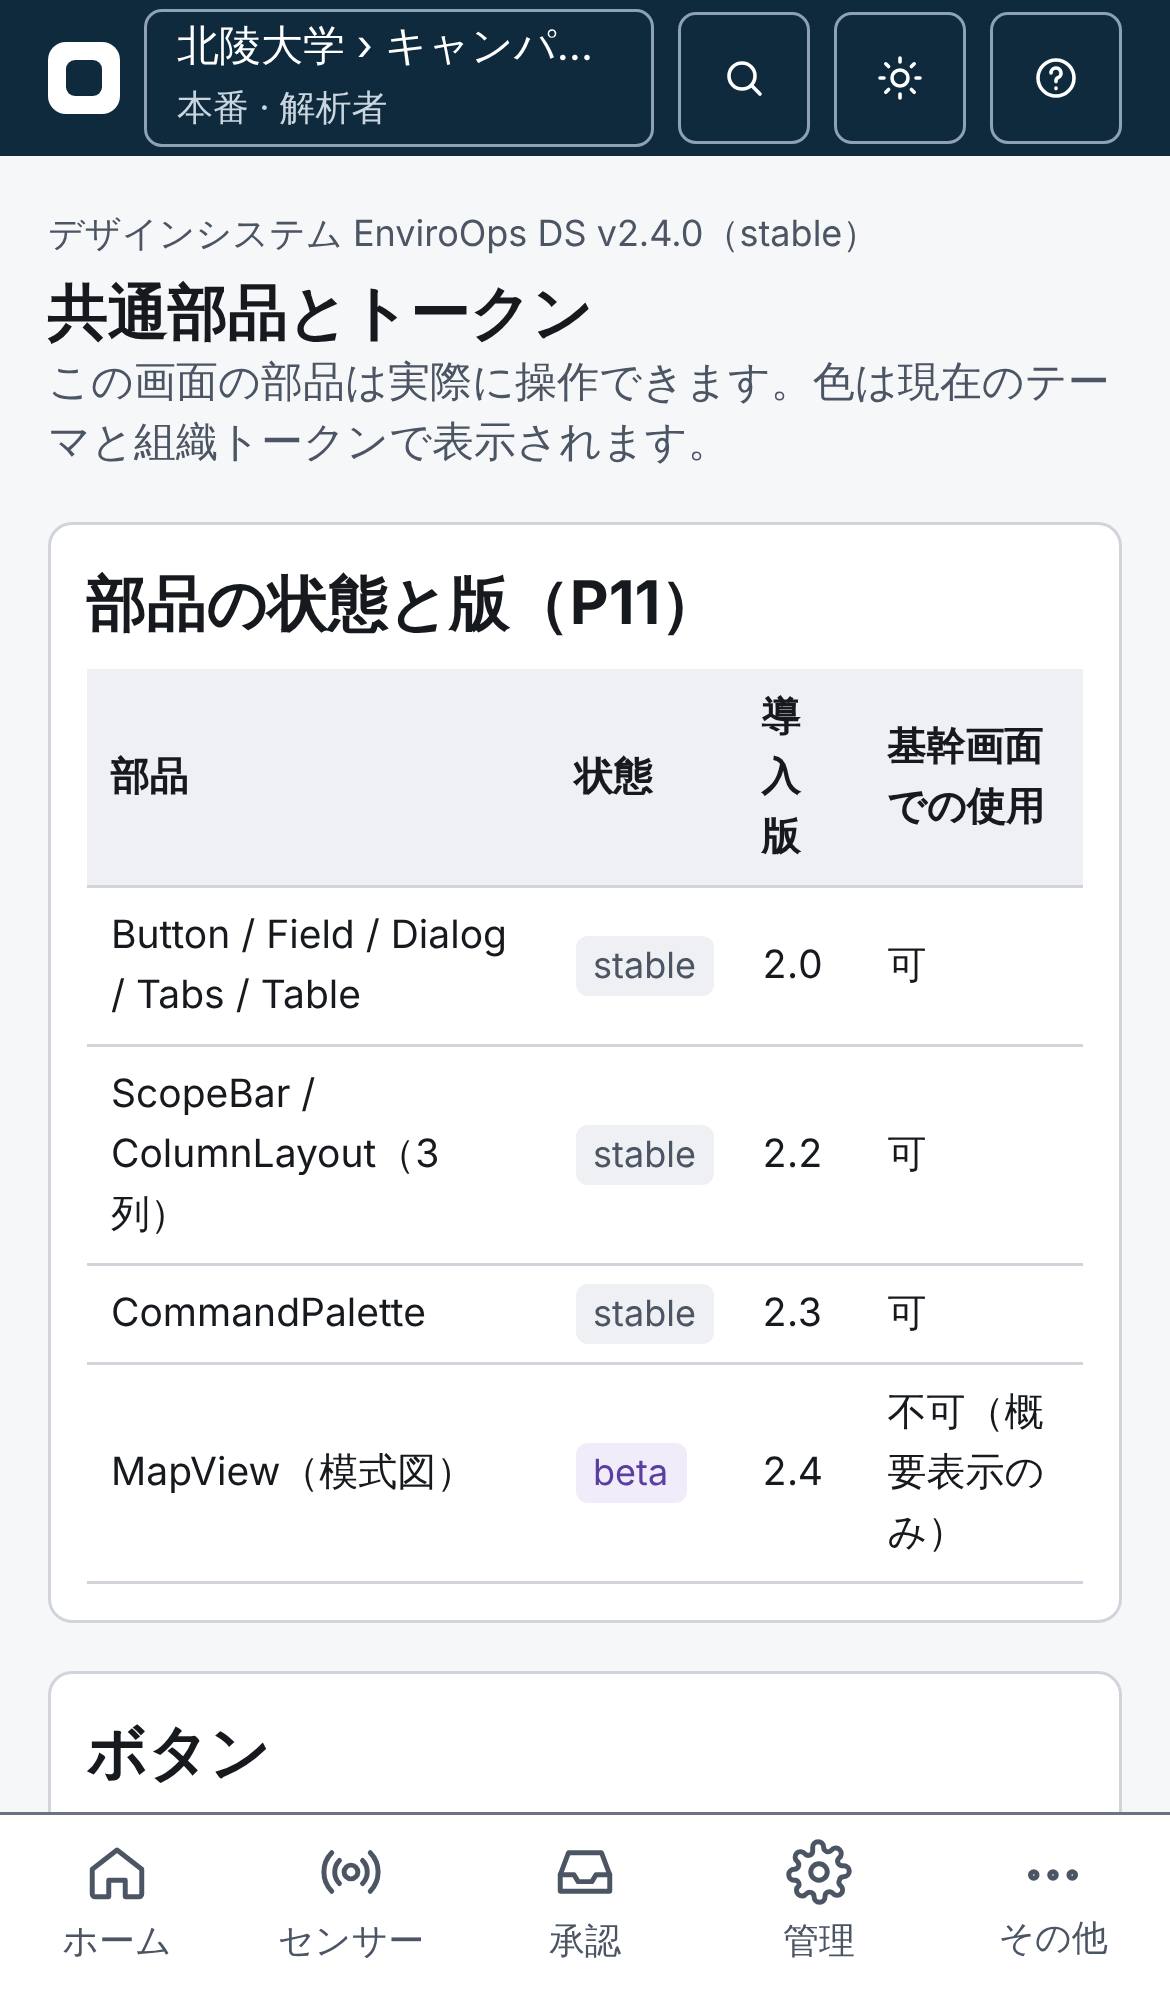 北陵大学 › キャンパ...
本番 · 解析者
デザインシステム EnviroOps DS v2.4.0（stable）
共通部品とトークン
この画面の部品は実際に操作できます。色は現在のテー
マと組織トークンで表示されます。
部品の状態と版（P11）
部品
状態
導
入
版
基幹画面
での使用
Button / Field / Dialog
/ Tabs / Table
stable
2.0
可
ScopeBar /
ColumnLayout（3
列）
stable
2.2
可
CommandPalette
stable
2.3
可
MapView（模式図）
beta
2.4
不可（概
要表示の
み）
ボタン
ホーム
センサー
承認
管理
その他